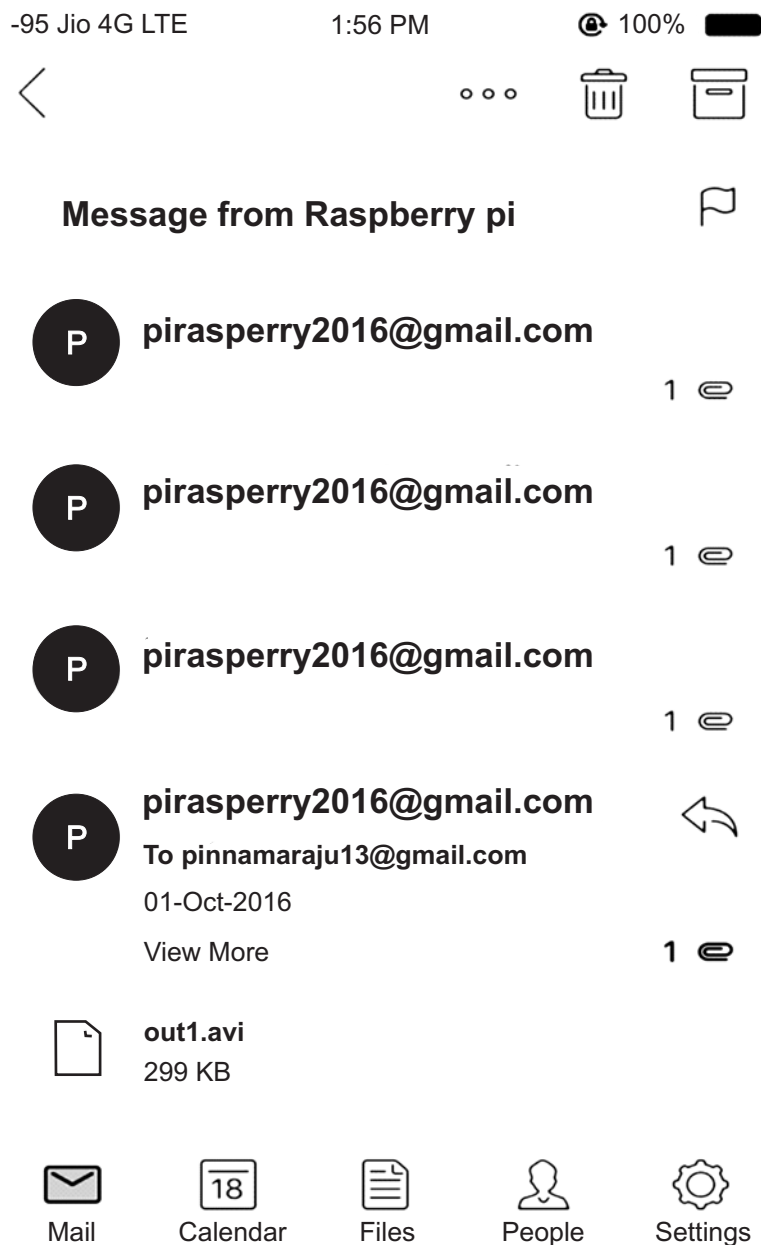 -95 Jio 4G LTE 1:56 PM 100%
Message from Raspberry pi
P pirasperry2016@gmail.com
1
P pirasperry2016@gmail.com
1
P pirasperry2016@gmail.com
1
P pirasperry2016@gmail.com
To pinnamaraju13@gmail.com
01-Oct-2016
View More 1
out1.avi
299 KB
18
Mail Calendar Files People Settings